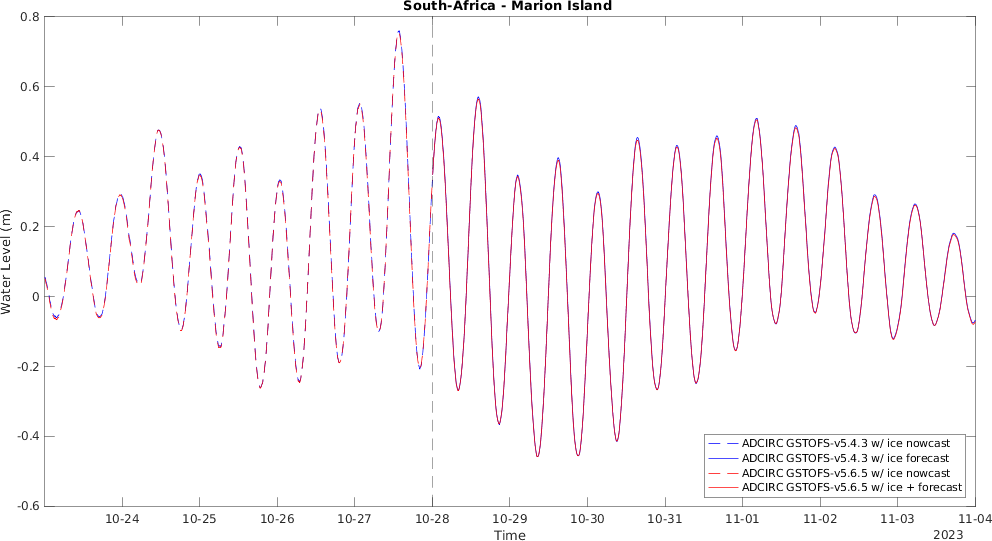 South-Africa - Marion Island
0.8
0.6
0.4
0.2
0
-0.2
-0.4
-0.6
Water Level (m)
ADCIRC GSTOFS-v5.4.3 w/ ice nowcast
ADCIRC GSTOFS-v5.4.3 w/ ice forecast
ADCIRC GSTOFS-v5.6.5 w/ ice nowcast
ADCIRC GSTOFS-v5.6.5 w/ ice + forecast
10-24 10-25 10-26 10-27 10-28 10-29 10-30 10-31 11-01 11-02 11-03 11-04
Time
2023